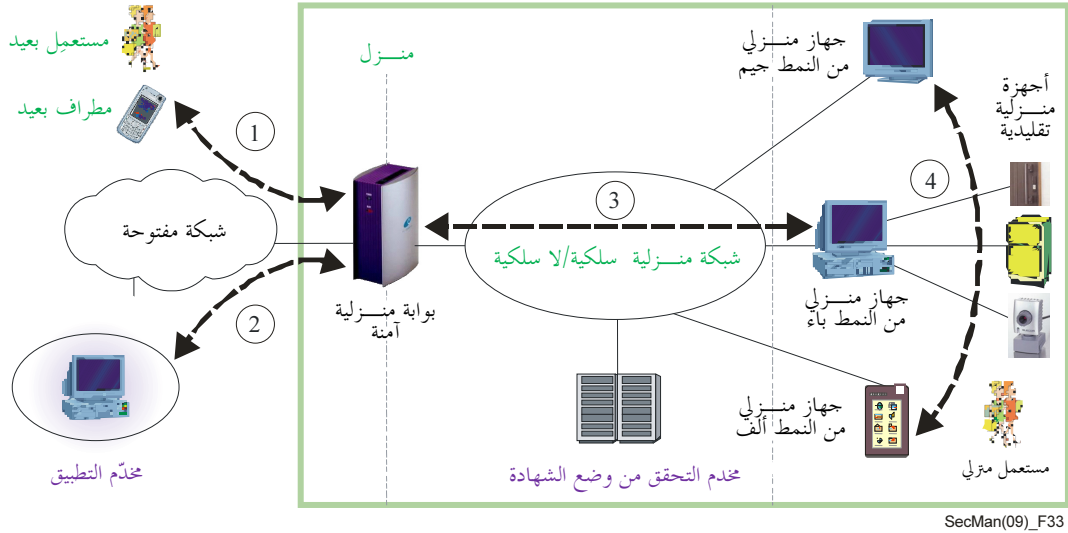 مستعمِل بعيد
مطراف بعيد
1
شبكة مفتوحة
2
مخدّم التطبيق
منـــزل
بوابة منـــزلية
آمنة
3
شبكة منـــزلية سلكية/لا سلكية
مخدم التحقق من وضع الشهادة
جهاز منـــزلي
من النمط جيم
أجهزة
منـــزلية
تقليدية
4
جهاز منـــزلي
من النمط باء
جهاز منـــزلي
من النمط ألف
مستعمل منزلي
SecMan(09)_F33